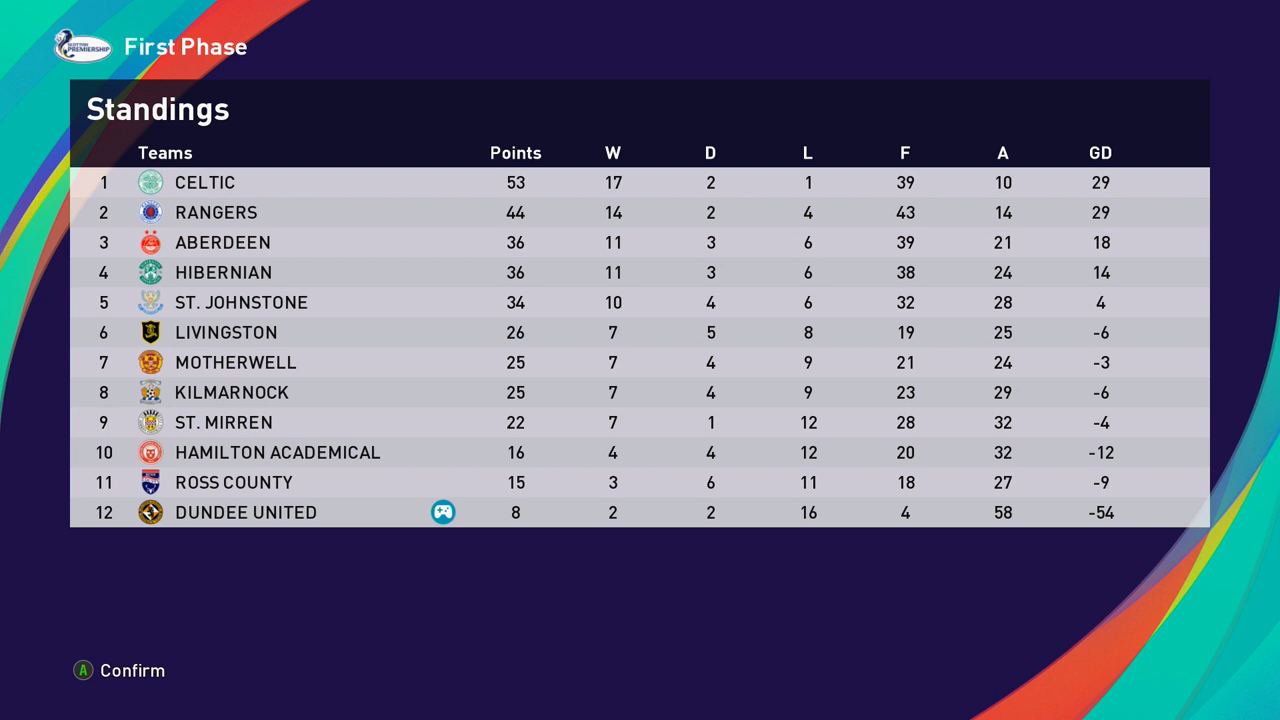 SCOTTISH
PREMIERSHIP
First Phase
Standings
Teams Points W D L F A GD
1 CELTIC 53 17 2 1 39 10 29
2 RANGERS 44 14 2 4 43 14 29
3 ABERDEEN 36 11 3 6 39 21 18
4 HIBERNIAN 36 11 3 6 38 24 14
5 ST. JOHNSTONE 34 10 4 6 32 28 4
6 LIVINGSTON 26 7 5 8 19 25 -6
7 MOTHERWELL 25 7 4 9 21 24 -3
8 KILMARNOCK 25 7 4 9 23 29 -6
9 ST. MIRREN 22 7 1 12 28 32 -4
10 HAMILTON ACADEMICAL 16 4 4 12 20 32 -12
11 ROSS COUNTY 15 3 6 11 18 27 -9
12 DUNDEE UNITED 8 2 2 16 4 58 -54
A Confirm